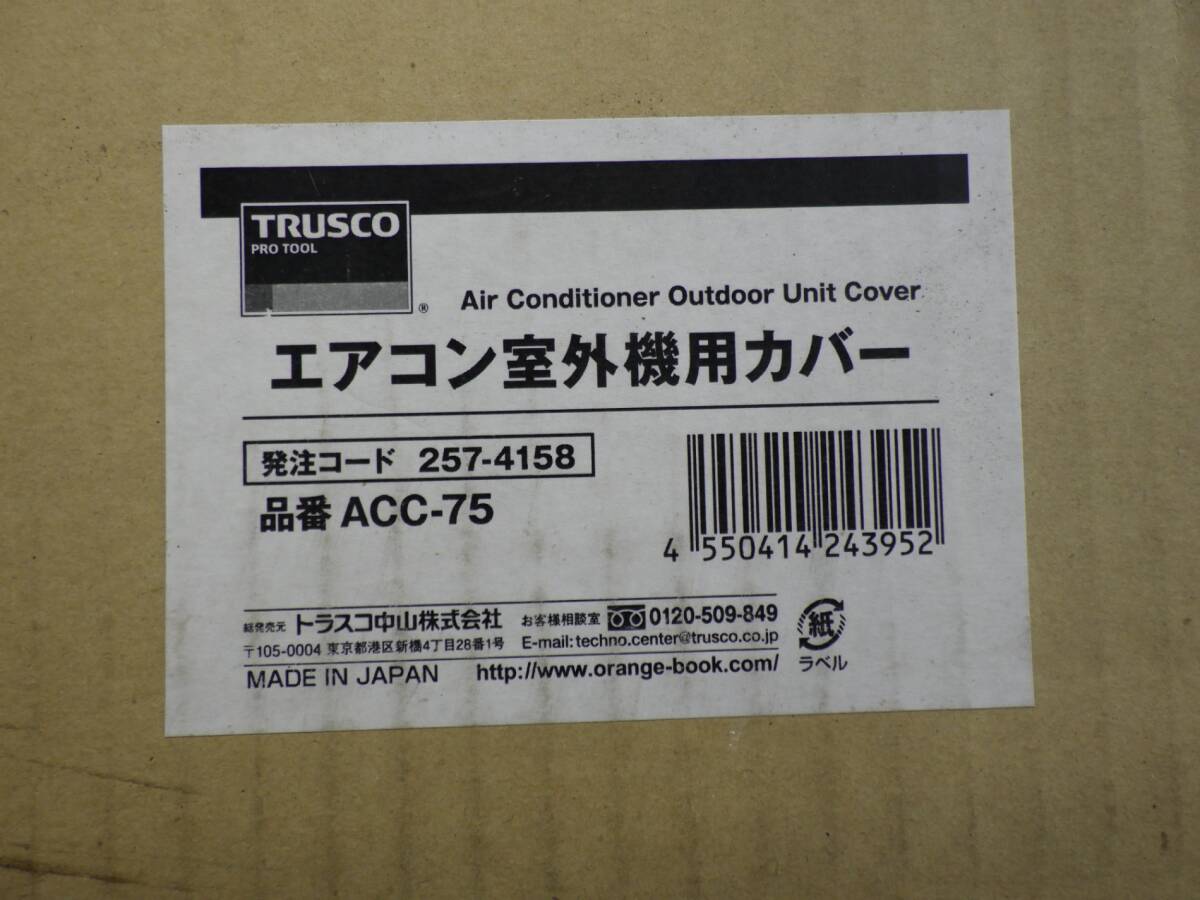 TRUSCO
PRO TOOL
®
Air Conditioner Outdoor Unit Cover
エアコン室外機用カバー
発注コード 257-4158
品番 ACC-75
4 550414 243952
総発売元 トラスコ中山株式会社
〒105-0004 東京都港区新橋4丁目28番1号
お客様相談室 0120-509-849
E-mail:techno.center@trusco.co.jp
MADE IN JAPAN http://www.orange-book.com/
紙
ラベル